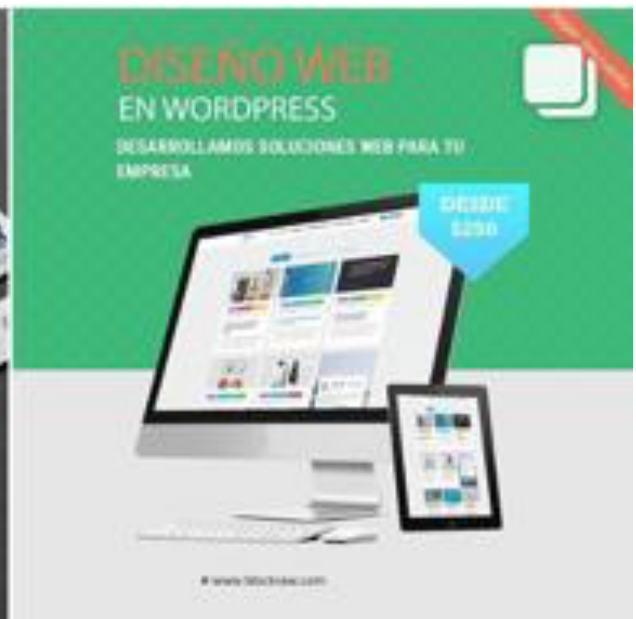 DISEÑO WEB
EN WORDPRESS
DESARROLLAMOS SOLUCIONES WEB PARA TU
EMPRESA
DESDE
$250